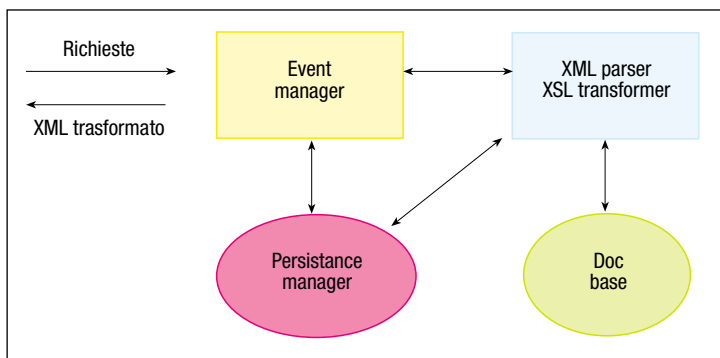 Richieste
XML trasformato
Event
manager
XML parser
XSL transformer
Persistance
manager
Doc
base